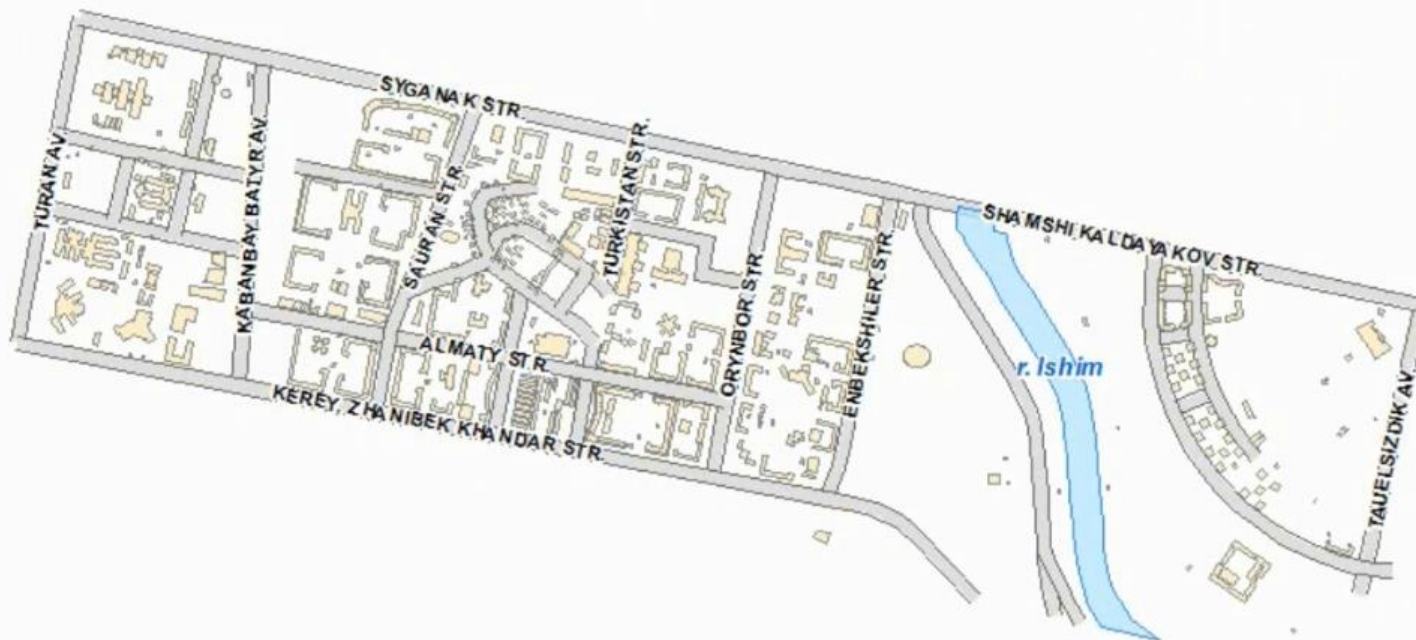 SYGANAK STR.
TURAN AV.
KABANBAY BATYR AV.
SAURAN STR.
TURKISTAN STR.
SHAMSHI KALDAYAKOV STR.
ORYNBOR STR.
ENBEKSHILER STR.
r. Ishim
ALMATY STR.
KEREY, ZHANIBEK KHANDAR STR.
TAUELSIZDIK AV.